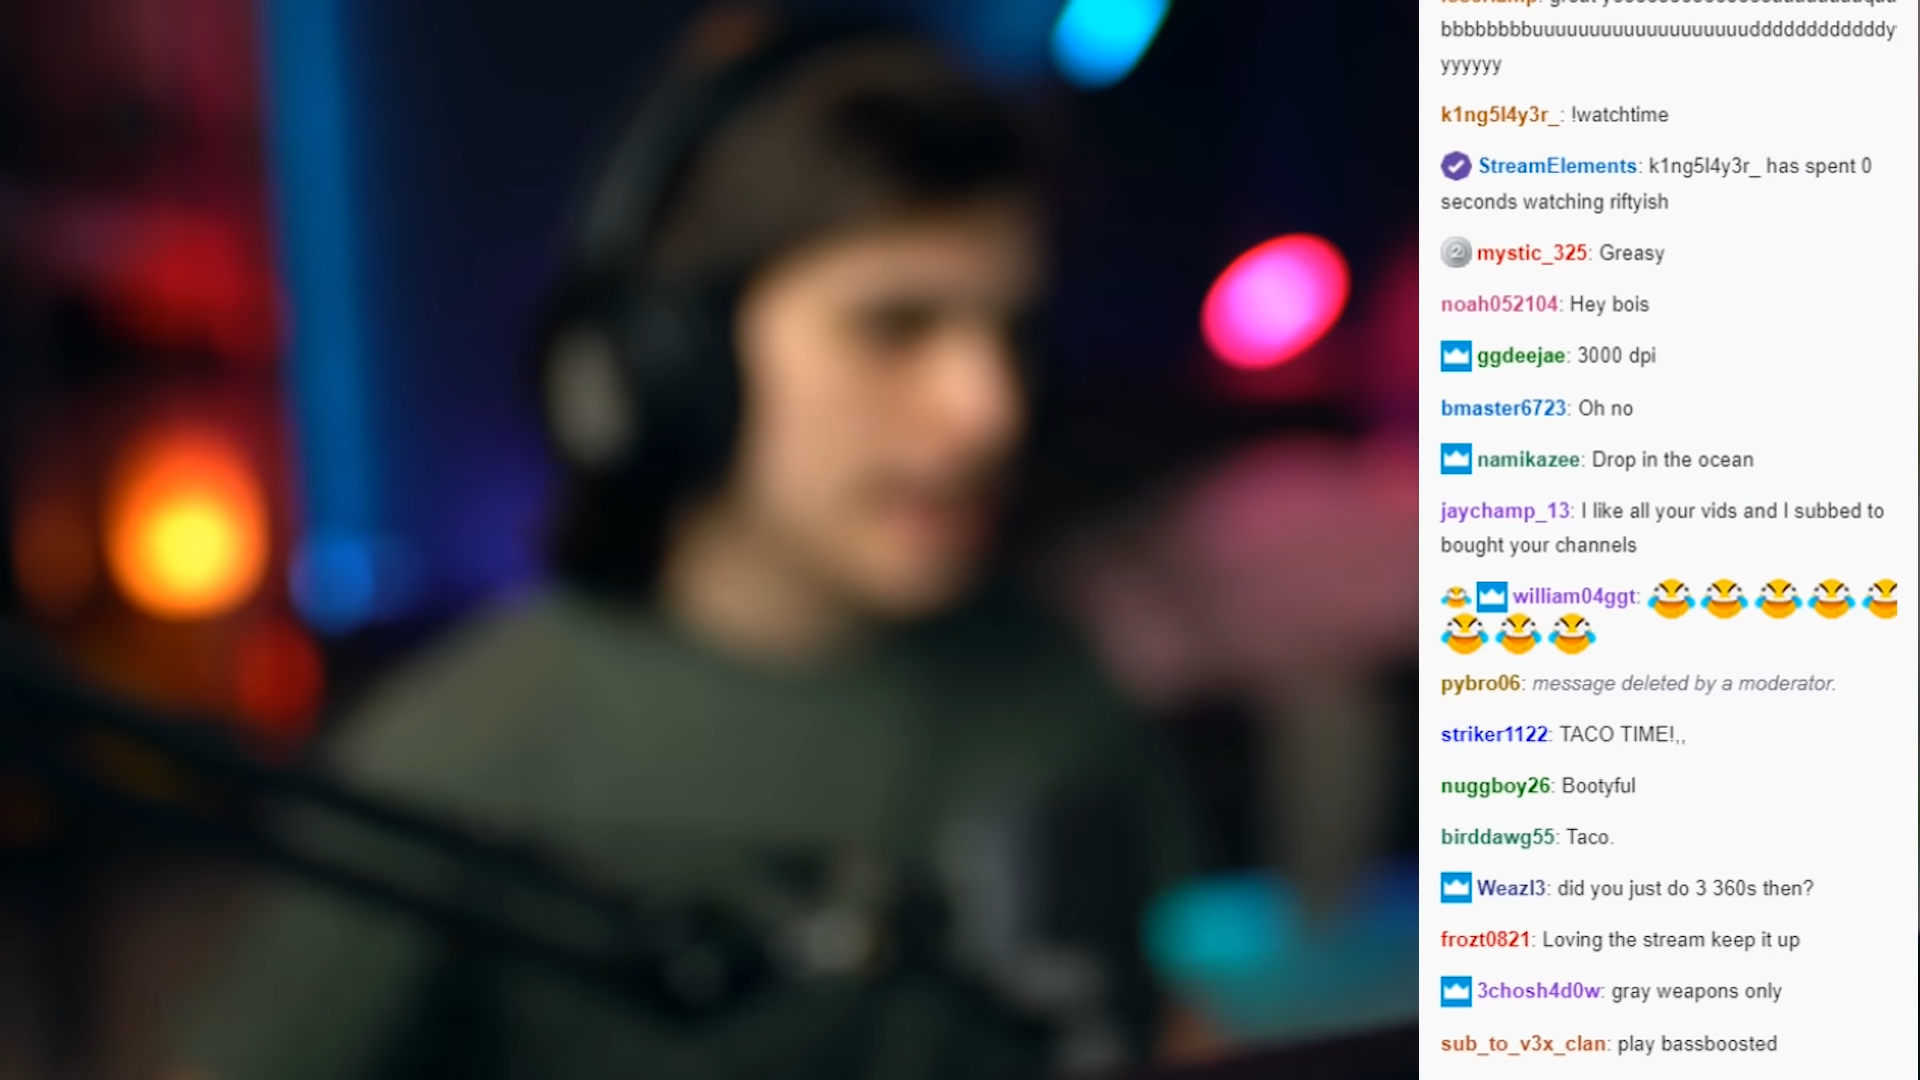 bbbbbbbbuuuuuuuuuuuuuuuuuuuddddddddddddy
yyyyyy
k1ng5l4y3r_: !watchtime
StreamElements: k1ng5l4y3r_ has spent 0
seconds watching riftyish
mystic_325: Greasy
noah052104: Hey bois
ggdeejae: 3000 dpi
bmaster6723: Oh no
namikazee: Drop in the ocean
jaychamp_13: I like all your vids and I subbed to
bought your channels
william04ggt:
pybro06: message deleted by a moderator.
striker1122: TACO TIME!,,
nuggboy26: Bootyful
birddawg55: Taco.
Weazl3: did you just do 3 360s then?
frozt0821: Loving the stream keep it up
3chosh4d0w: gray weapons only
sub_to_v3x_clan: play bassboosted